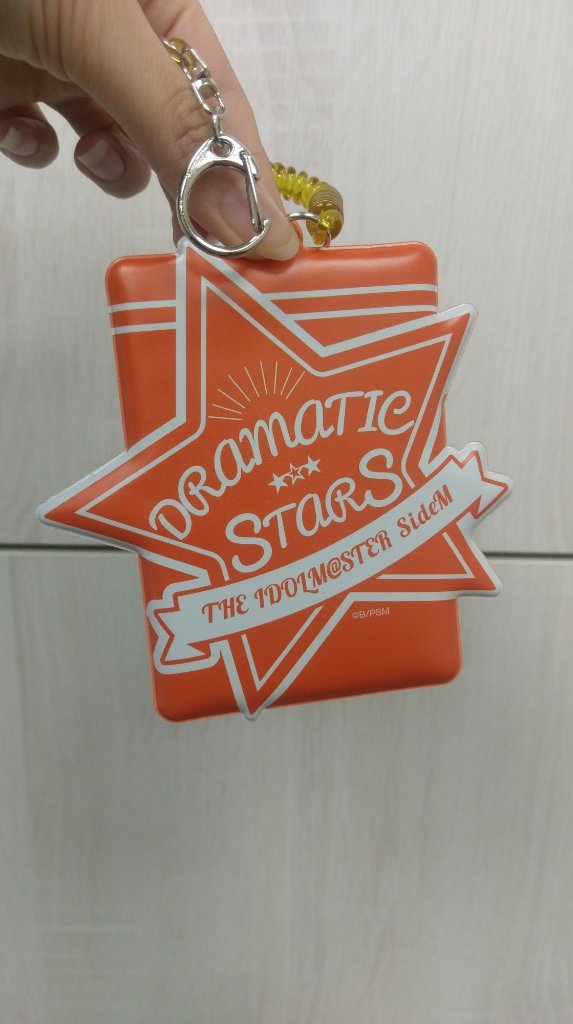 DRAMATIC
STARS
THE IDOLM@STER SideM
©B/PSM